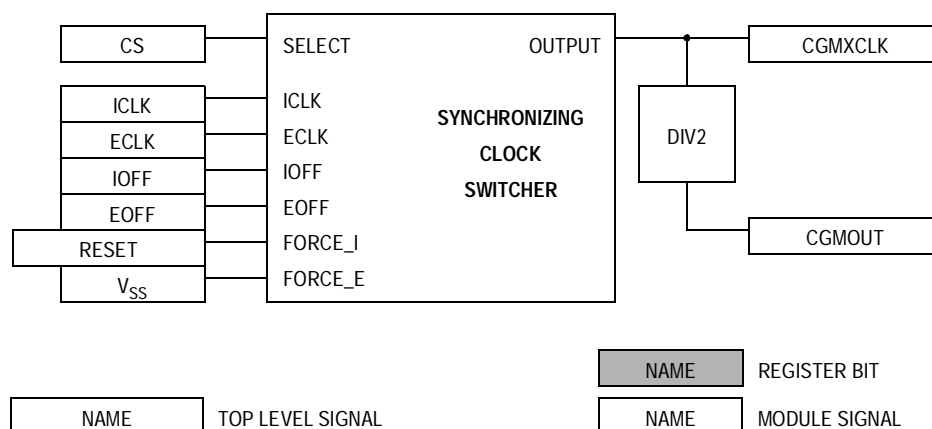 CS SELECT OUTPUT CGMXCLK
ICLK ICLK
ECLK ECLK SYNCHRONIZING
CLOCK
SWITCHER
DIV2
IOFF IOFF
EOFF EOFF
RESET FORCE_I CGMOUT
VSS FORCE_E
NAME REGISTER BIT
NAME TOP LEVEL SIGNAL NAME MODULE SIGNAL